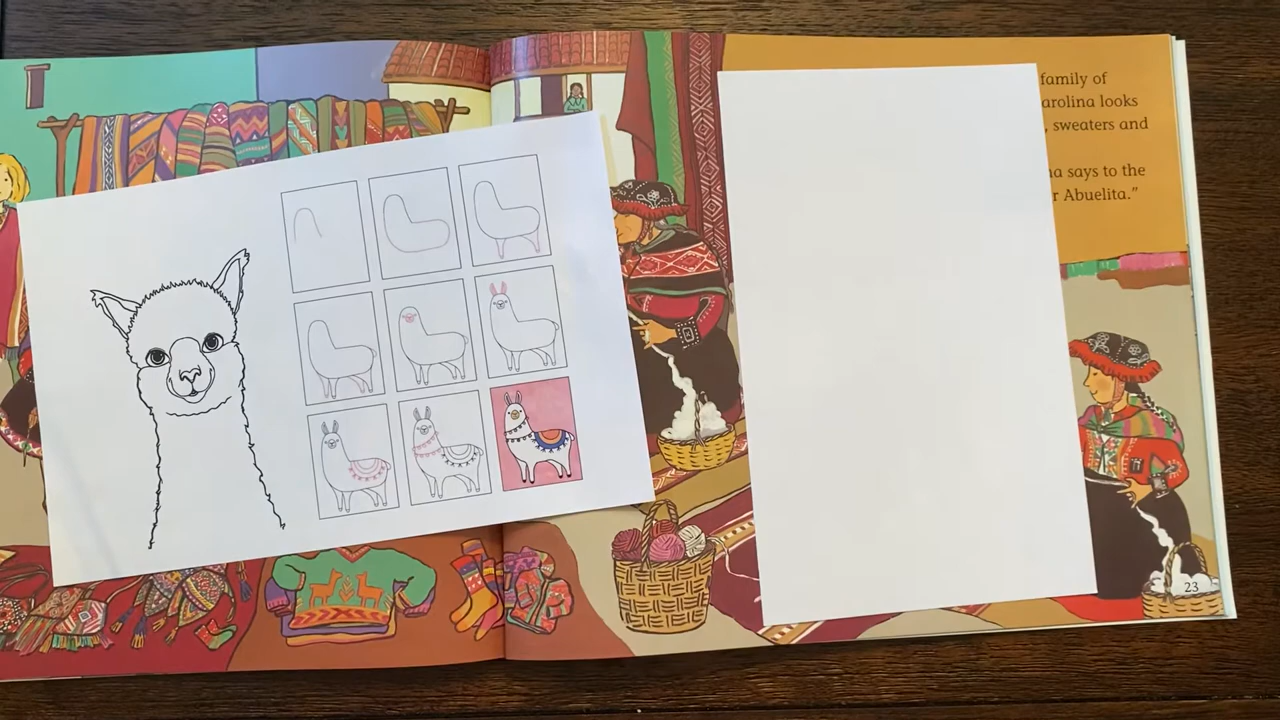 family of
arolina looks
, sweaters and
na says to the
r Abuelita.”
23